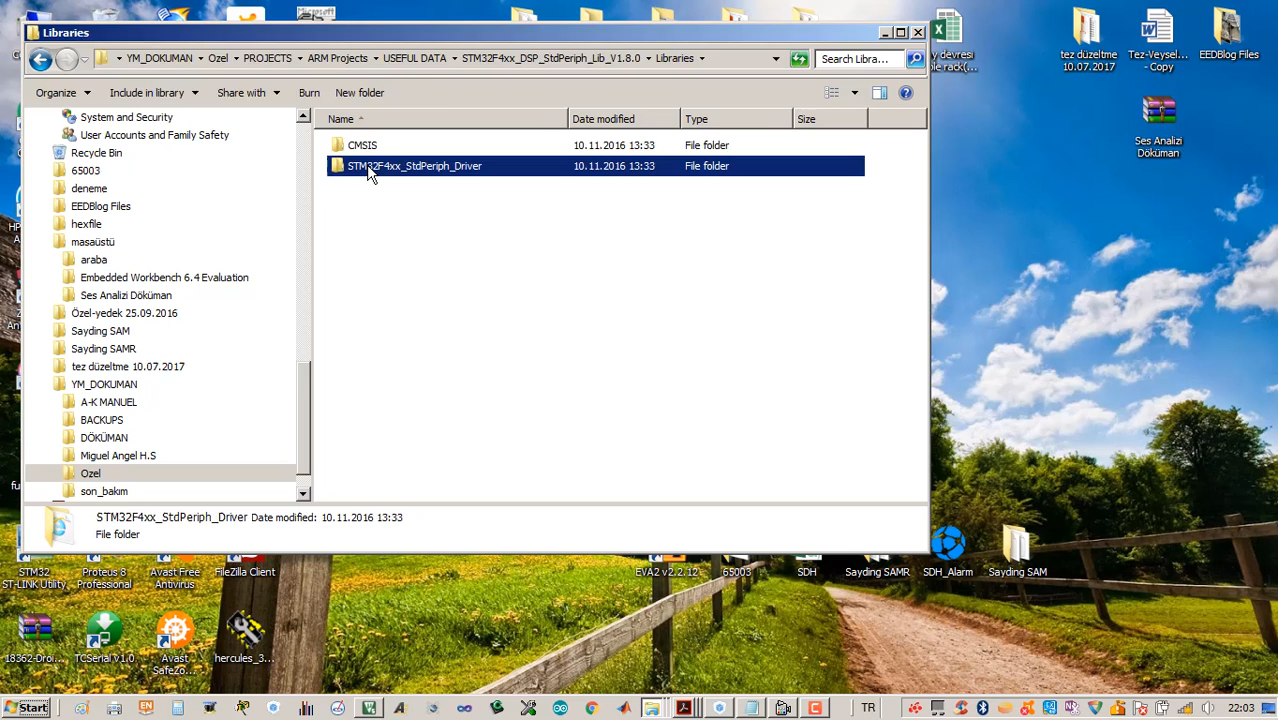 Microsoft
Libraries
YM_DOKUMAN Ozel PROJECTS ARM Projects USEFUL DATA STM32F4xx_DSP_StdPeriph_Lib_V1.8.0 Libraries
Search Libra...
Organize Include in library Share with Burn New folder
Name Date modified Type Size
CMSIS 10.11.2016 13:33 File folder
STM32F4xx_StdPeriph_Driver 10.11.2016 13:33 File folder
System and Security
User Accounts and Family Safety
Recycle Bin
65003
deneme
EEDBlog Files
hexfile
masaüstü
araba
Embedded Workbench 6.4 Evaluation
Ses Analizi Döküman
Özel-yedek 25.09.2016
Sayding SAM
Sayding SAMR
tez düzeltme 10.07.2017
YM_DOKUMAN
A-K MANUEL
BACKUPS
DÖKÜMAN
Miguel Angel H.S
Ozel
son_bakım
STM32F4xx_StdPeriph_Driver Date modified: 10.11.2016 13:33
File folder
y devresi
ole rack(...
tez düzeltme
10.07.2017
Tez-Veysel...
- Copy
EEDBlog Files
Ses Analizi
Döküman
STM32
ST-LINK Utility
Proteus 8
Professional
Avast Free
Antivirus
FileZilla Client
EVA2 v2.2.12
65003
SDH
Sayding SAMR
SDH_Alarm
Sayding SAM
18362-Droi...
TCSerial v1.0
Avast
SafeZo...
hercules_3...
Start
EN
TR
22:03